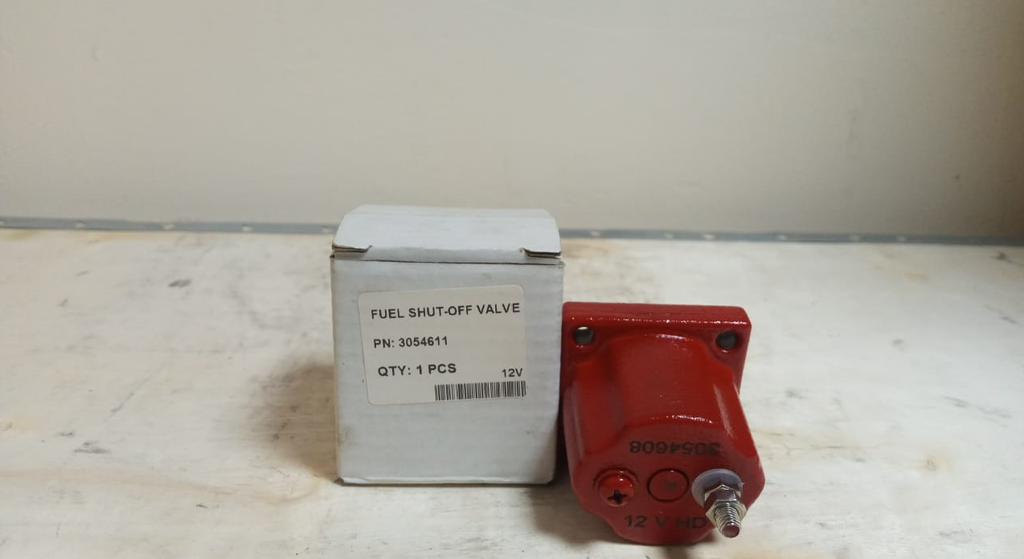 FUEL SHUT-OFF VALVE
PN: 3054611
QTY: 1 PCS
12V
3054608
12 V HD